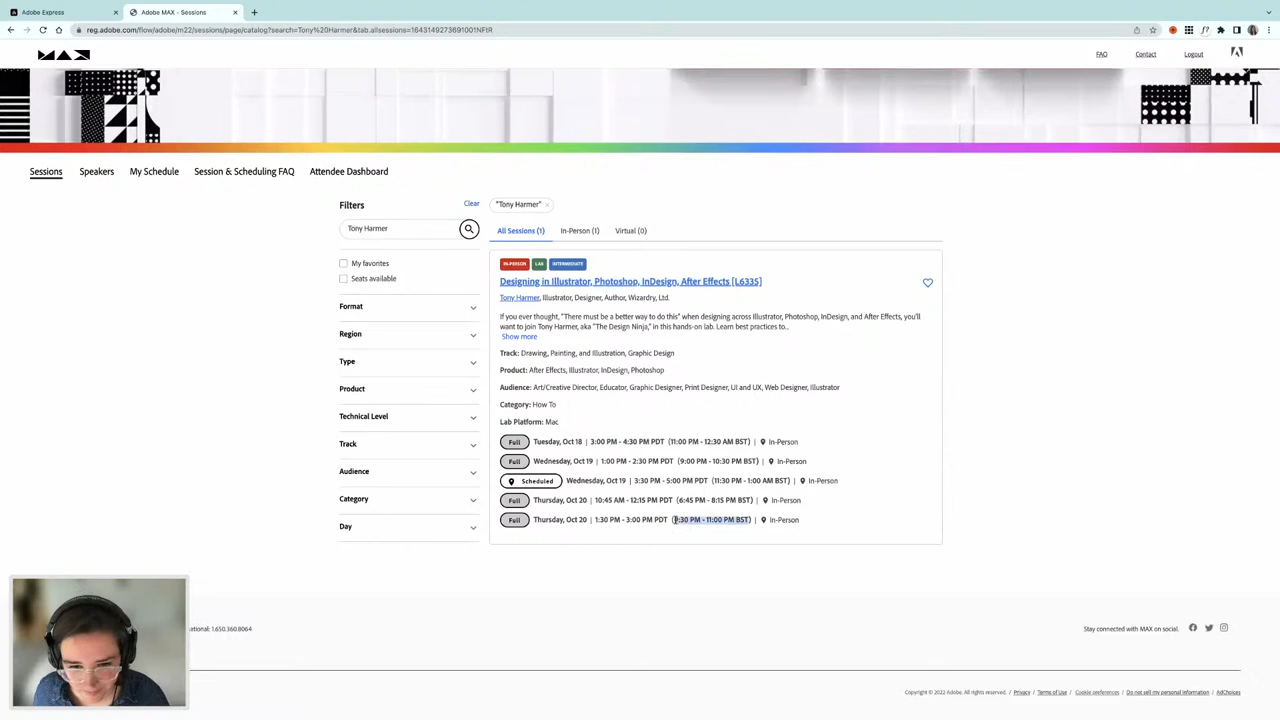 Adobe Express
Adobe MAX - Sessions
reg.adobe.com/flow/adobe/m22/sessions/page/catalog?search=Tony%20Harmer&tab.allsessions=1643149273691001NFtR
MAX
FAQ Contact Logout
Sessions Speakers My Schedule Session & Scheduling FAQ Attendee Dashboard
Filters Clear
"Tony Harmer"
Tony Harmer
All Sessions (1) In-Person (1) Virtual (0)
My favorites
Seats available
Format
Region
Type
Product
Technical Level
Track
Audience
Category
Day
IN-PERSON LAB INTERMEDIATE
Designing in Illustrator, Photoshop, InDesign, After Effects [L6335]
Tony Harmer, Illustrator, Designer, Author, Wizardry, Ltd.
If you ever thought, "There must be a better way to do this" when designing across Illustrator, Photoshop, InDesign, and After Effects, you'll
want to join Tony Harmer, aka "The Design Ninja," in this hands-on lab. Learn best practices to..
Show more
Track: Drawing, Painting, and Illustration, Graphic Design
Product: After Effects, Illustrator, InDesign, Photoshop
Audience: Art/Creative Director, Educator, Graphic Designer, Print Designer, UI and UX, Web Designer, Illustrator
Category: How To
Lab Platform: Mac
Full Tuesday, Oct 18 | 3:00 PM - 4:30 PM PDT (11:00 PM - 12:30 AM BST) | In-Person
Full Wednesday, Oct 19 | 1:00 PM - 2:30 PM PDT (9:00 PM - 10:30 PM BST) | In-Person
Scheduled Wednesday, Oct 19 | 3:30 PM - 5:00 PM PDT (11:30 PM - 1:00 AM BST) | In-Person
Full Thursday, Oct 20 | 10:45 AM - 12:15 PM PDT (6:45 PM - 8:15 PM BST) | In-Person
Full Thursday, Oct 20 | 1:30 PM - 3:00 PM PDT (9:30 PM - 11:00 PM BST) | In-Person
national: 1.650.360.8064
Stay connected with MAX on social.
Copyright © 2022 Adobe. All rights reserved. / Privacy / Terms of Use / Cookie preferences / Do not sell my personal information / AdChoices